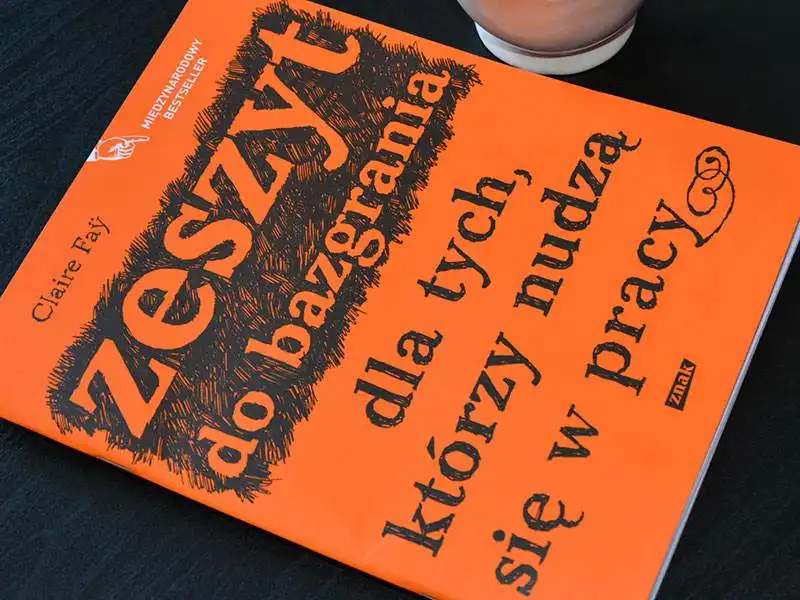 MIĘDZYNARODOWY
BESTSELLER
Claire Faÿ
zeszyt
do bazgrania
dla tych,
którzy nudzą
się w pracy
znak